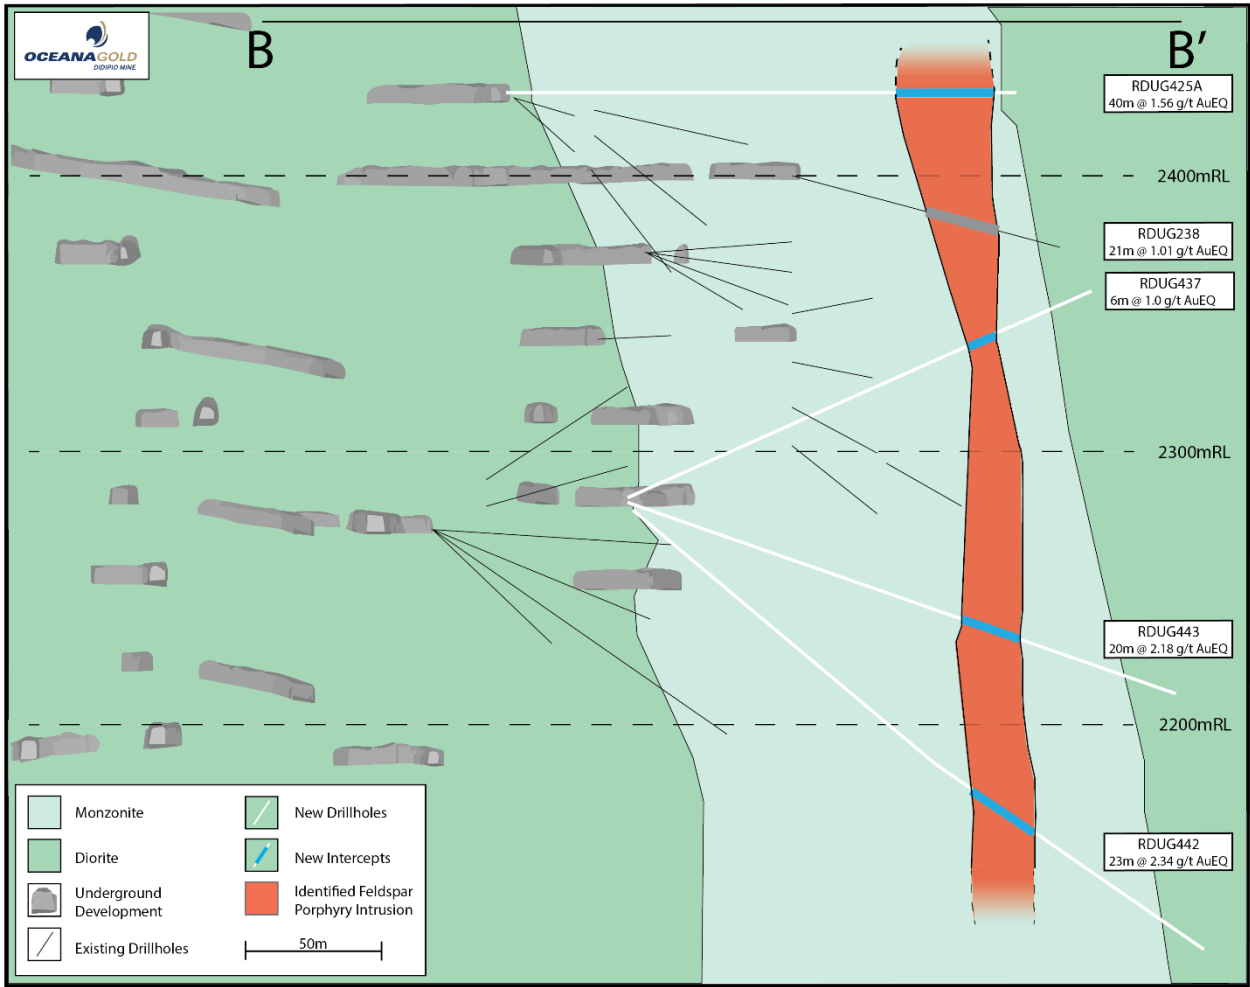 OCEANAGOLD
DIDIPIO MINE
B
B'
RDUG425A
40m @ 1.56 g/t AuEQ
2400mRL
RDUG238
21m @ 1.01 g/t AuEQ
RDUG437
6m @ 1.0 g/t AuEQ
2300mRL
RDUG443
20m @ 2.18 g/t AuEQ
2200mRL
RDUG442
23m @ 2.34 g/t AuEQ
Monzonite
Diorite
Underground
Development
Existing Drillholes
New Drillholes
New Intercepts
Identified Feldspar
Porphyry Intrusion
50m